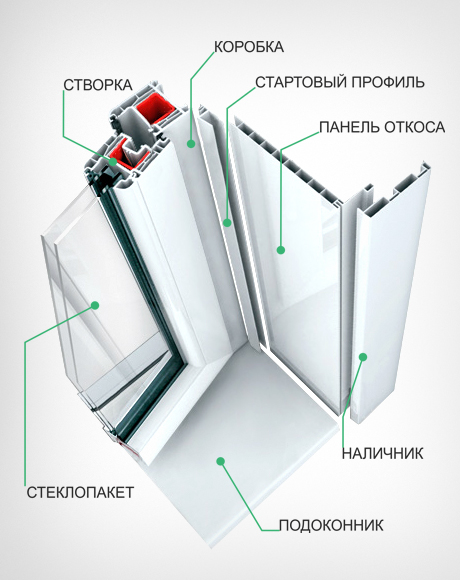 КОРОБКА
СТВОРКА
СТАРТОВЫЙ ПРОФИЛЬ
ПАНЕЛЬ ОТКОСА
НАЛИЧНИК
СТЕКЛОПАКЕТ
ПОДОКОННИК